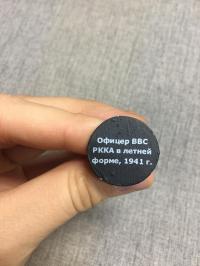 Офицер ВВС
РККА в летней
форме, 1941 г.